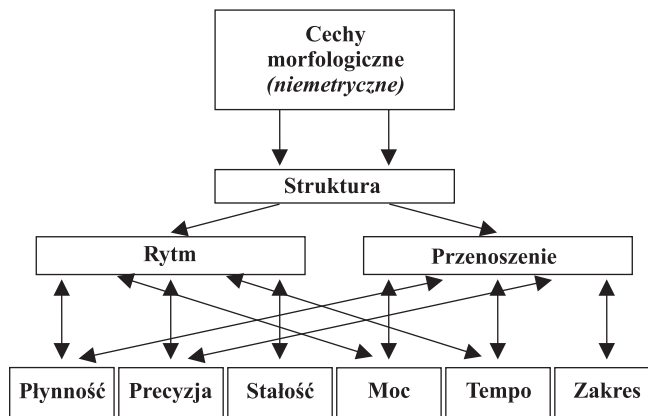 Cechy
morfologiczne
(niemetryczne)
Struktura
Rytm
Przenoszenie
Płynność
Precyzja
Stałość
Moc
Tempo
Zakres